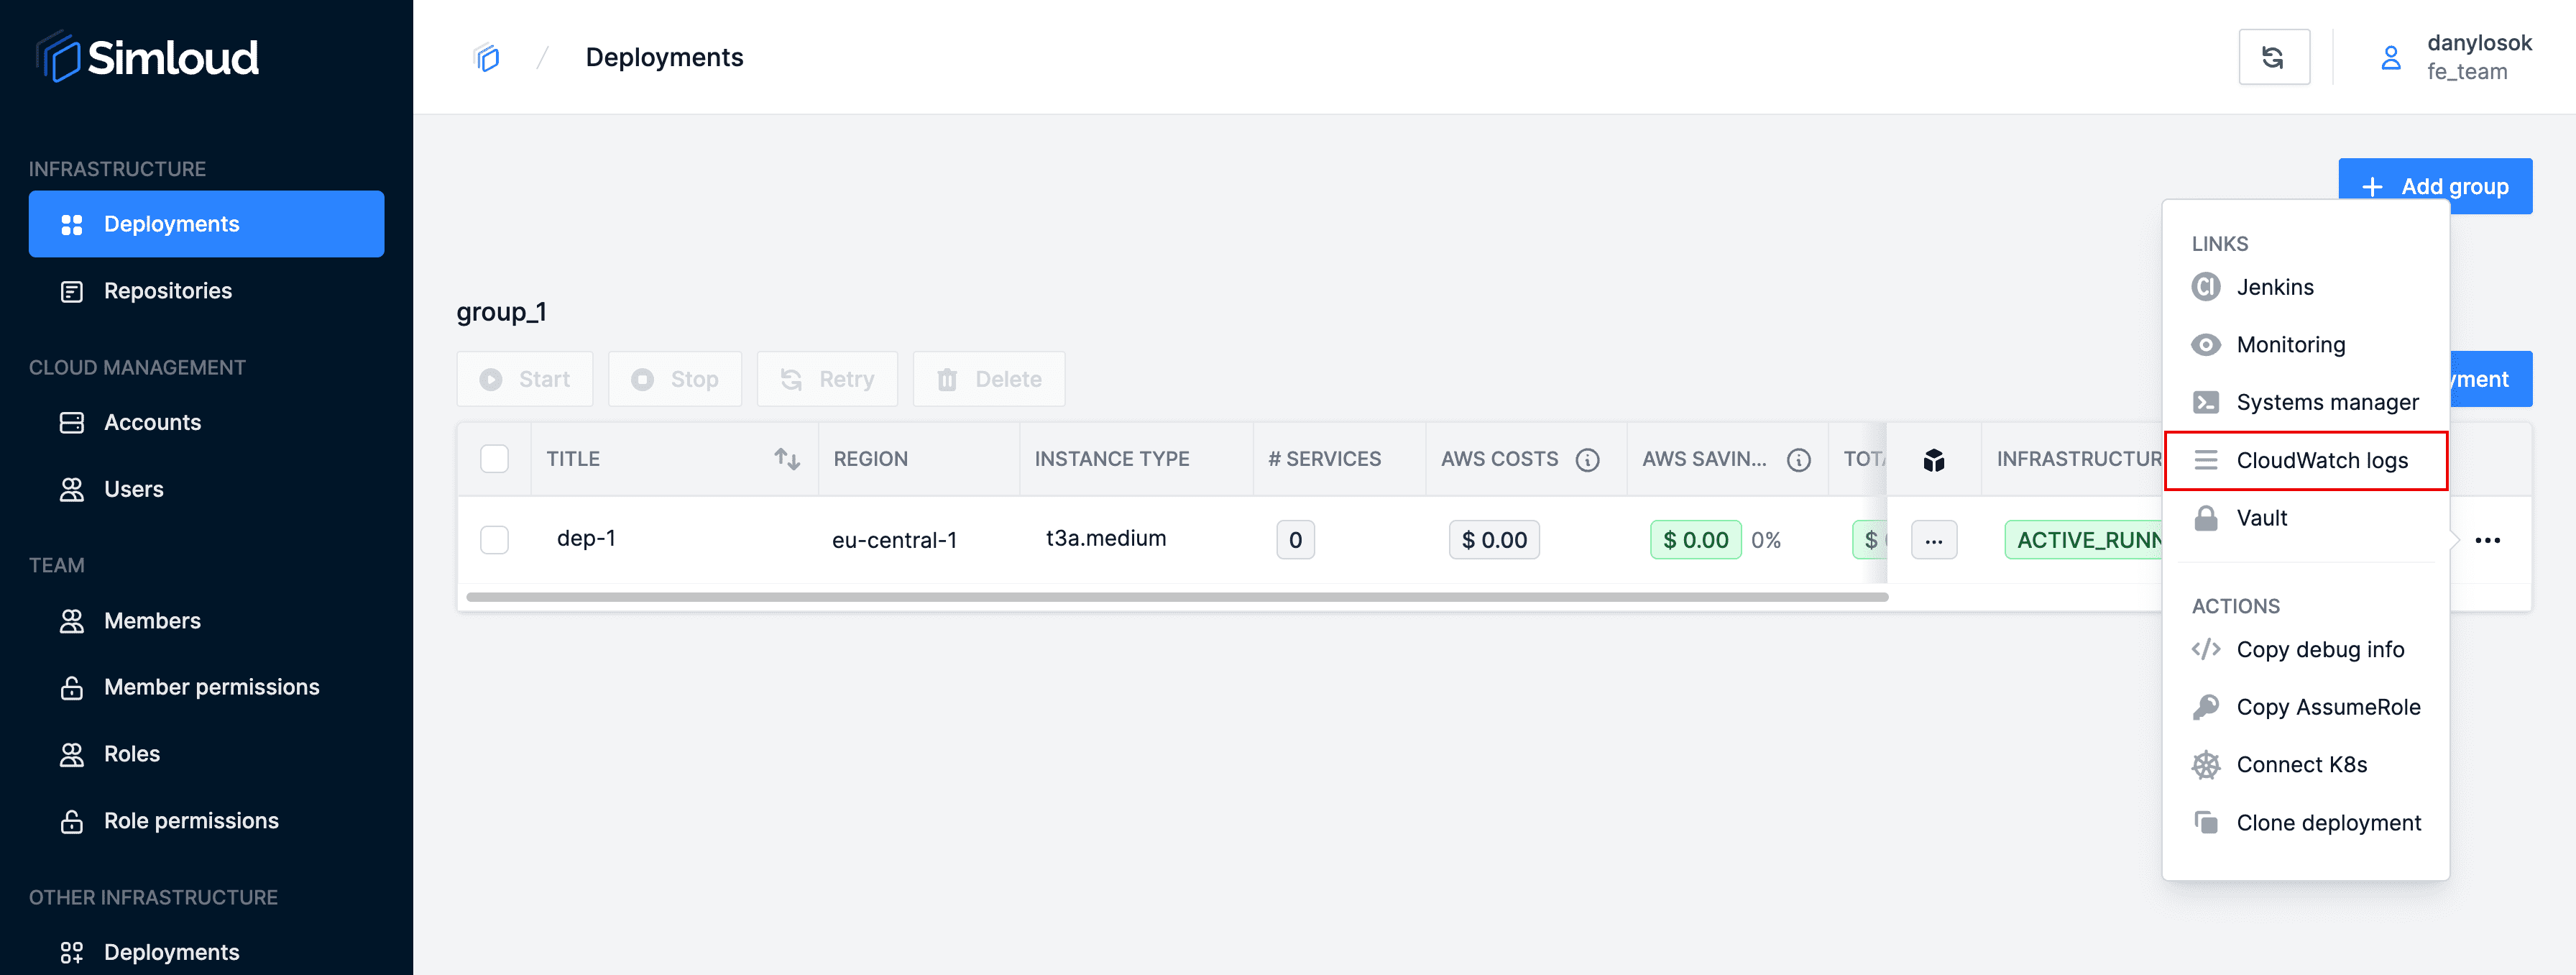 Simloud
INFRASTRUCTURE
Deployments
Repositories
CLOUD MANAGEMENT
Accounts
Users
TEAM
Members
Member permissions
Roles
Role permissions
OTHER INFRASTRUCTURE
Deployments
/ Deployments
danylosok
fe_team
+ Add group
group_1
Start Stop Retry Delete
yment
TITLE REGION INSTANCE TYPE # SERVICES AWS COSTS AWS SAVIN... TOT INFRASTRUCTUR
dep-1 eu-central-1 t3a.medium 0 $ 0.00 $ 0.00 0% $ ... ACTIVE_RUNN ...
LINKS
Jenkins
Monitoring
Systems manager
CloudWatch logs
Vault
ACTIONS
Copy debug info
Copy AssumeRole
Connect K8s
Clone deployment